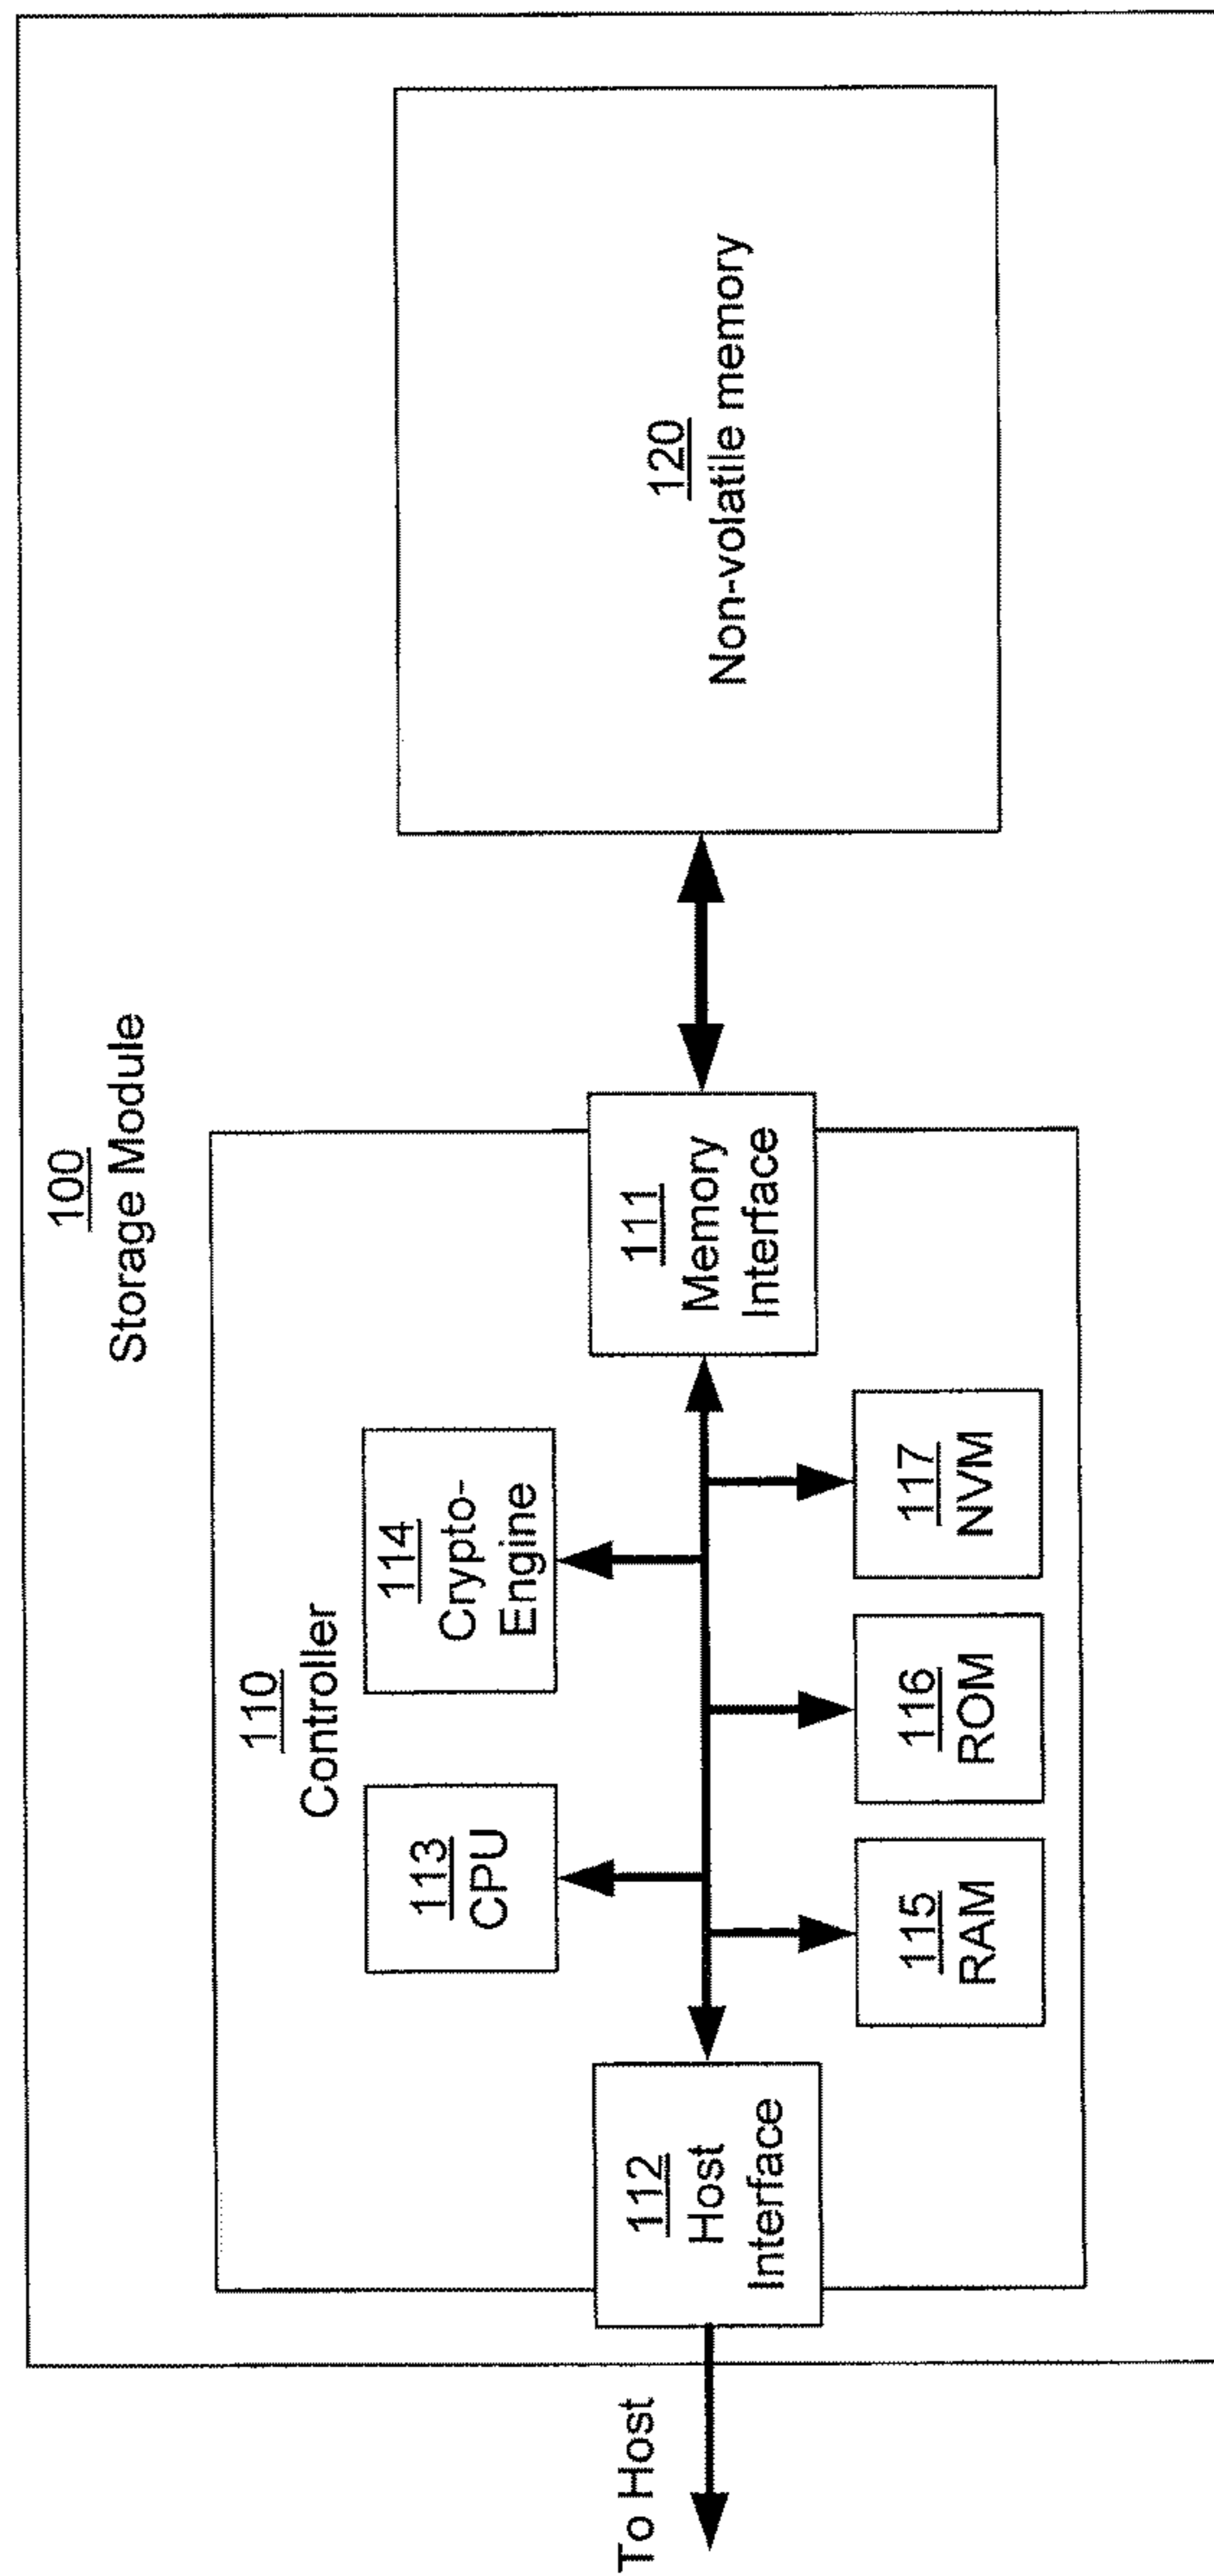 100
Storage Module
110
Controller
113
CPU
114
Crypto-
Engine
To Host
112
Host
Interface
111
Memory
Interface
120
Non-volatile memory
115
RAM
116
ROM
117
NVM